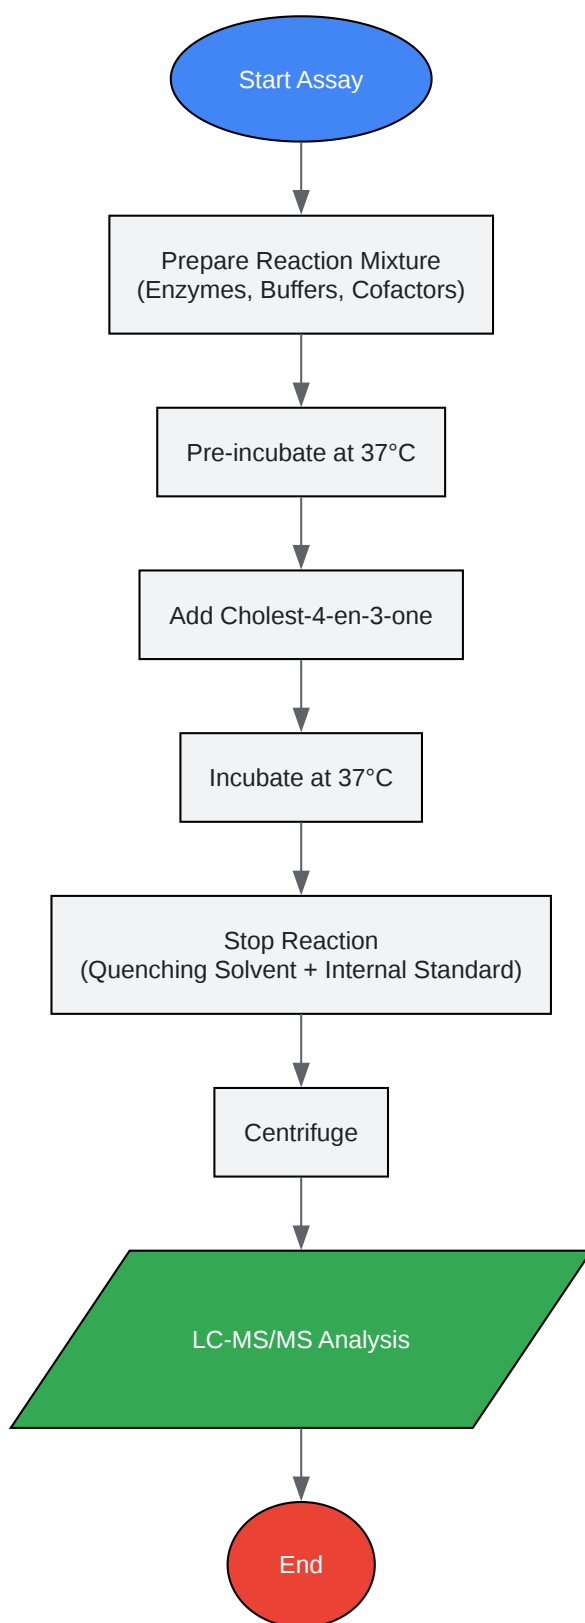 Start Assay
Prepare Reaction Mixture
(Enzymes, Buffers, Cofactors)
Pre-incubate at 37°C
Add Cholest-4-en-3-one
Incubate at 37°C
Stop Reaction
(Quenching Solvent + Internal Standard)
Centrifuge
LC-MS/MS Analysis
End